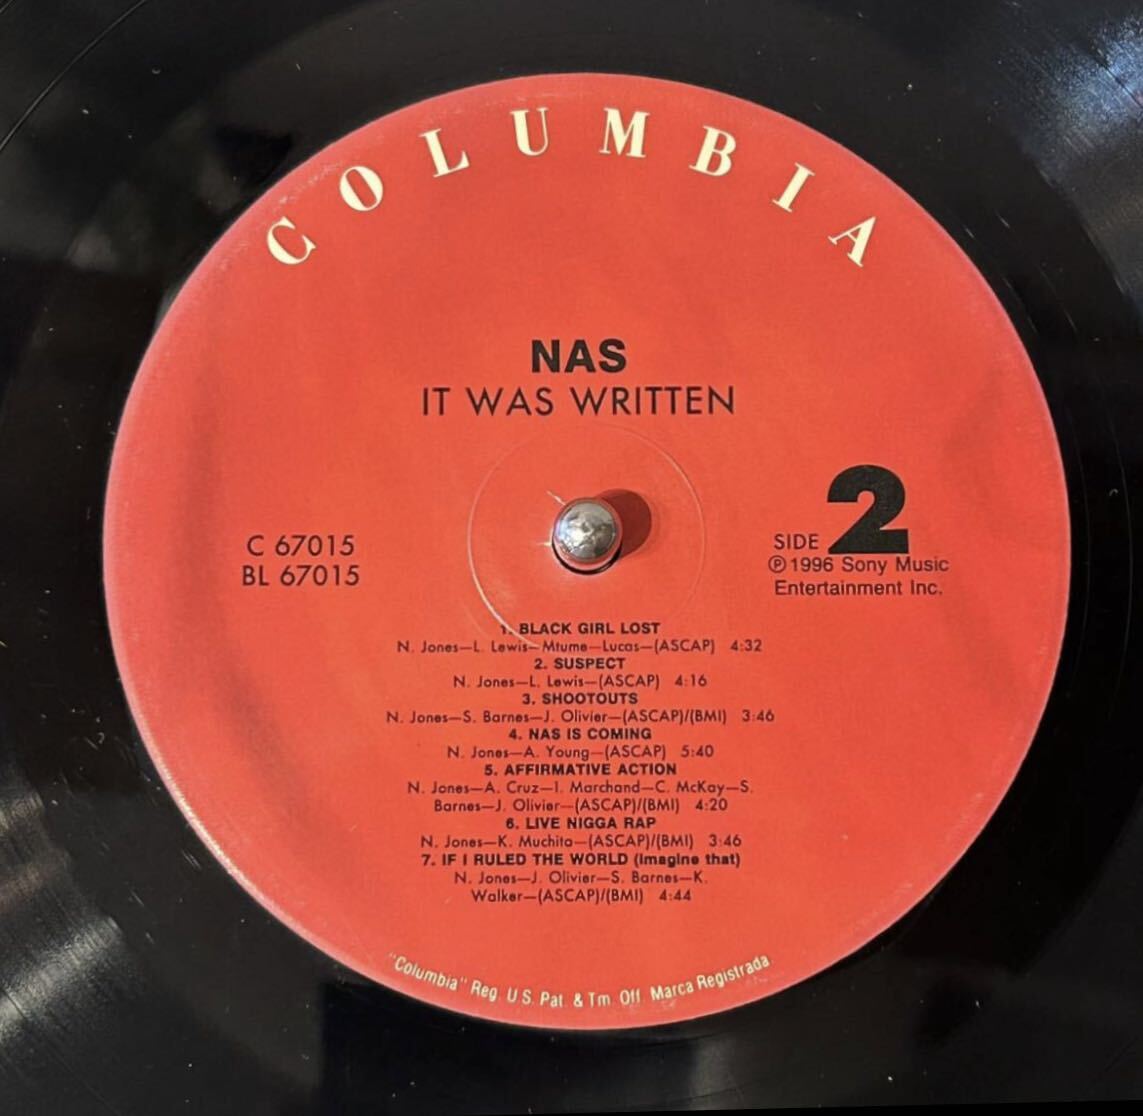 COLUMBIA
NAS
IT WAS WRITTEN
C 67015
BL 67015
SIDE 2
℗ 1996 Sony Music
Entertainment Inc.
1. BLACK GIRL LOST
N. Jones—L. Lewis—Mtume—Lucas—(ASCAP) 4:32
2. SUSPECT
N. Jones—L. Lewis—(ASCAP) 4:16
3. SHOOTOUTS
N. Jones—S. Barnes—J. Olivier—(ASCAP)/(BMI) 3:46
4. NAS IS COMING
N. Jones—A. Young—(ASCAP) 5:40
5. AFFIRMATIVE ACTION
N. Jones—A. Cruz—I. Marchand—C. McKay—S.
Barnes—J. Olivier—(ASCAP)/(BMI) 4:20
6. LIVE NIGGA RAP
N. Jones—K. Muchita—(ASCAP)/(BMI) 3:46
7. IF I RULED THE WORLD (Imagine that)
N. Jones—J. Olivier—S. Barnes—K.
Walker—(ASCAP)/(BMI) 4:44
"Columbia" Reg. U.S. Pat. & Tm. Off. Marca Registrada